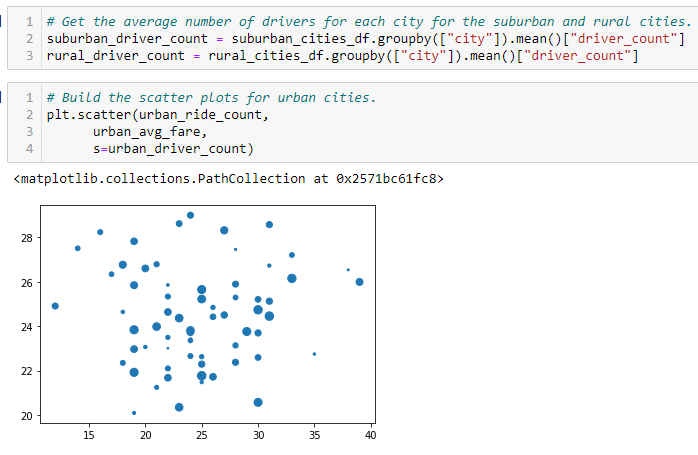 1 # Get the average number of drivers for each city for the suburban and rural cities.
2 suburban_driver_count = suburban_cities_df.groupby(["city"]).mean()["driver_count"]
3 rural_driver_count = rural_cities_df.groupby(["city"]).mean()["driver_count"]
1 # Build the scatter plots for urban cities.
2 plt.scatter(urban_ride_count,
3 urban_avg_fare,
4 s=urban_driver_count)
<matplotlib.collections.PathCollection at 0x2571bc61fc8>
28
26
24
22
20
15 20 25 30 35 40